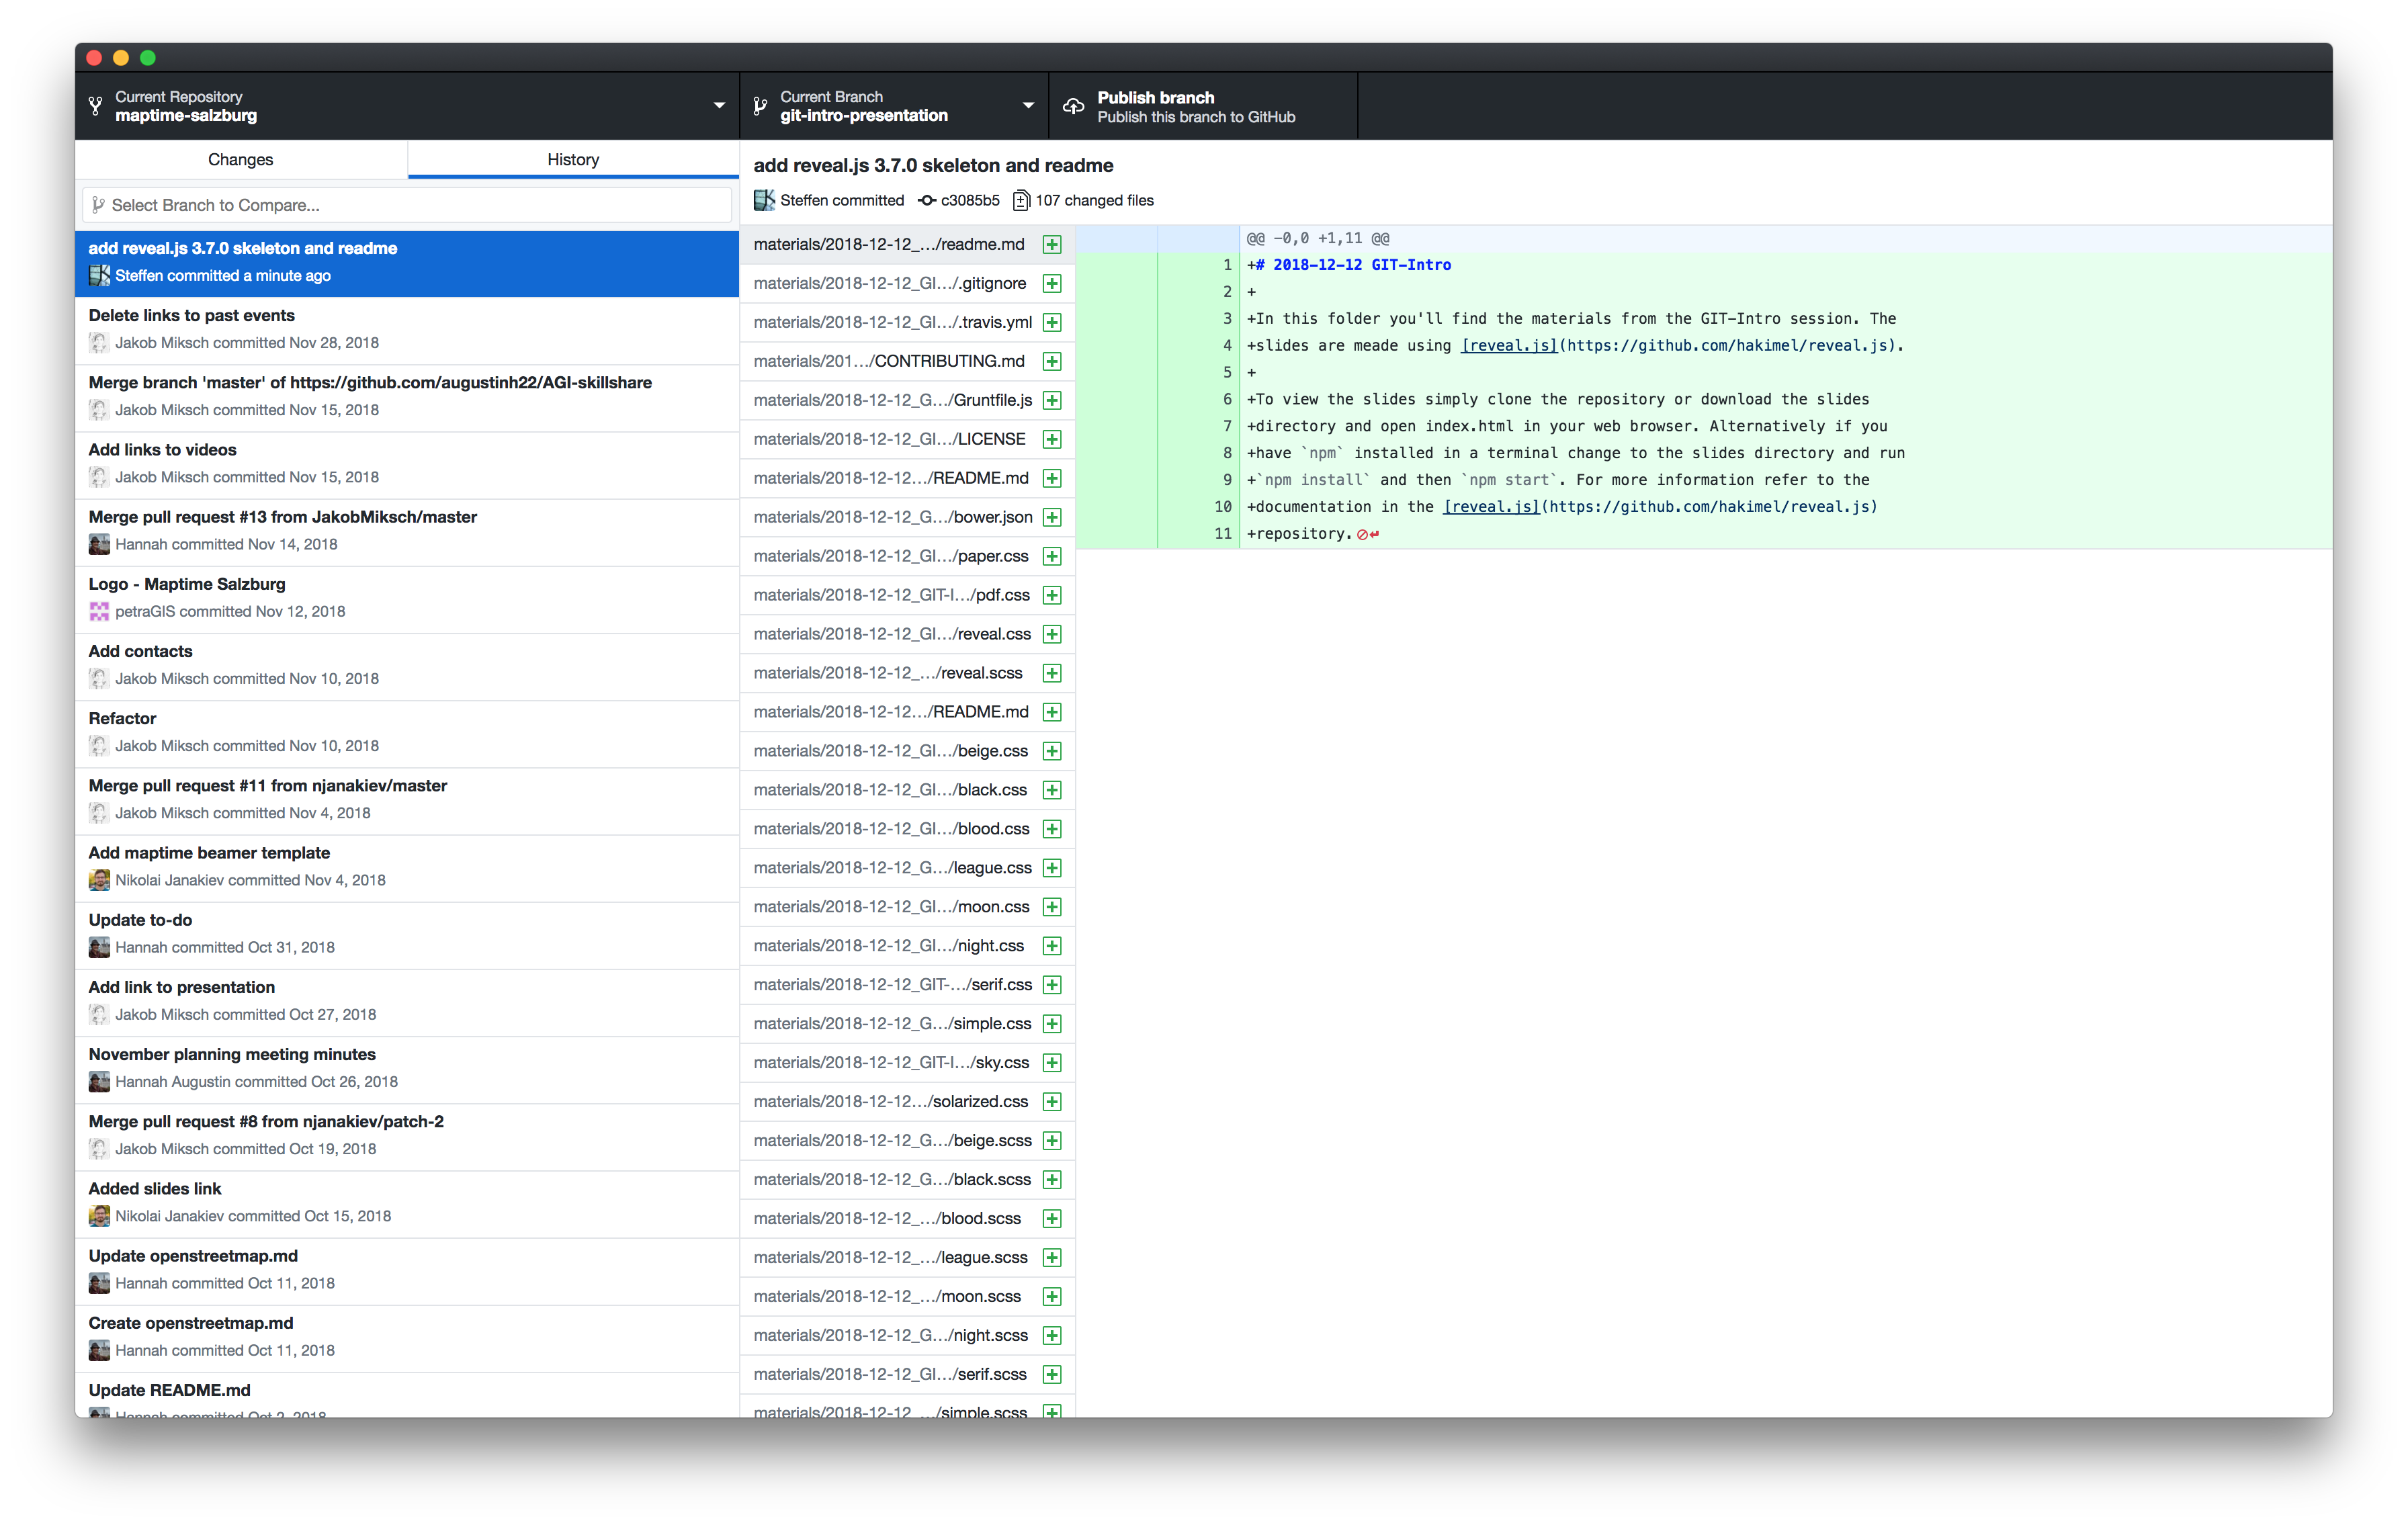 Current Repository
maptime-salzburg
Current Branch
git-intro-presentation
Publish branch
Publish this branch to GitHub
Changes
History
Select Branch to Compare...
add reveal.js 3.7.0 skeleton and readme
Steffen committed a minute ago
Delete links to past events
Jakob Miksch committed Nov 28, 2018
Merge branch 'master' of https://github.com/augustinh22/AGI-skillshare
Jakob Miksch committed Nov 15, 2018
Add links to videos
Jakob Miksch committed Nov 15, 2018
Merge pull request #13 from JakobMiksch/master
Hannah committed Nov 14, 2018
Logo - Maptime Salzburg
petraGIS committed Nov 12, 2018
Add contacts
Jakob Miksch committed Nov 10, 2018
Refactor
Jakob Miksch committed Nov 10, 2018
Merge pull request #11 from njanakiev/master
Jakob Miksch committed Nov 4, 2018
Add maptime beamer template
Nikolai Janakiev committed Nov 4, 2018
Update to-do
Hannah committed Oct 31, 2018
Add link to presentation
Jakob Miksch committed Oct 27, 2018
November planning meeting minutes
Hannah Augustin committed Oct 26, 2018
Merge pull request #8 from njanakiev/patch-2
Jakob Miksch committed Oct 19, 2018
Added slides link
Nikolai Janakiev committed Oct 15, 2018
Update openstreetmap.md
Hannah committed Oct 11, 2018
Create openstreetmap.md
Hannah committed Oct 11, 2018
Update README.md
Hannah committed Oct 2, 2018
add reveal.js 3.7.0 skeleton and readme
Steffen committed c3085b5 107 changed files
materials/2018-12-12_…/readme.md
materials/2018-12-12_GI…/.gitignore
materials/2018-12-12_GI…/.travis.yml
materials/201…/CONTRIBUTING.md
materials/2018-12-12_G…/Gruntfile.js
materials/2018-12-12_GI…/LICENSE
materials/2018-12-12…/README.md
materials/2018-12-12_G…/bower.json
materials/2018-12-12_GI…/paper.css
materials/2018-12-12_GIT-I…/pdf.css
materials/2018-12-12_GI…/reveal.css
materials/2018-12-12_…/reveal.scss
materials/2018-12-12…/README.md
materials/2018-12-12_GI…/beige.css
materials/2018-12-12_GI…/black.css
materials/2018-12-12_GI…/blood.css
materials/2018-12-12_G…/league.css
materials/2018-12-12_GI…/moon.css
materials/2018-12-12_GI…/night.css
materials/2018-12-12_GIT-…/serif.css
materials/2018-12-12_G…/simple.css
materials/2018-12-12_GIT-I…/sky.css
materials/2018-12-12…/solarized.css
materials/2018-12-12_G…/beige.scss
materials/2018-12-12_G…/black.scss
materials/2018-12-12_…/blood.scss
materials/2018-12-12_…/league.scss
materials/2018-12-12_…/moon.scss
materials/2018-12-12_G…/night.scss
materials/2018-12-12_GI…/serif.scss
materials/2018-12-12_…/simple.scss
@@ -0,0 +1,11 @@
1 +# 2018-12-12 GIT-Intro
2 +
3 +In this folder you'll find the materials from the GIT-Intro session. The
4 +slides are meade using [reveal.js](https://github.com/hakimel/reveal.js).
5 +
6 +To view the slides simply clone the repository or download the slides
7 +directory and open index.html in your web browser. Alternatively if you
8 +have `npm` installed in a terminal change to the slides directory and run
9 +`npm install` and then `npm start`. For more information refer to the
10 +documentation in the [reveal.js](https://github.com/hakimel/reveal.js)
11 +repository.